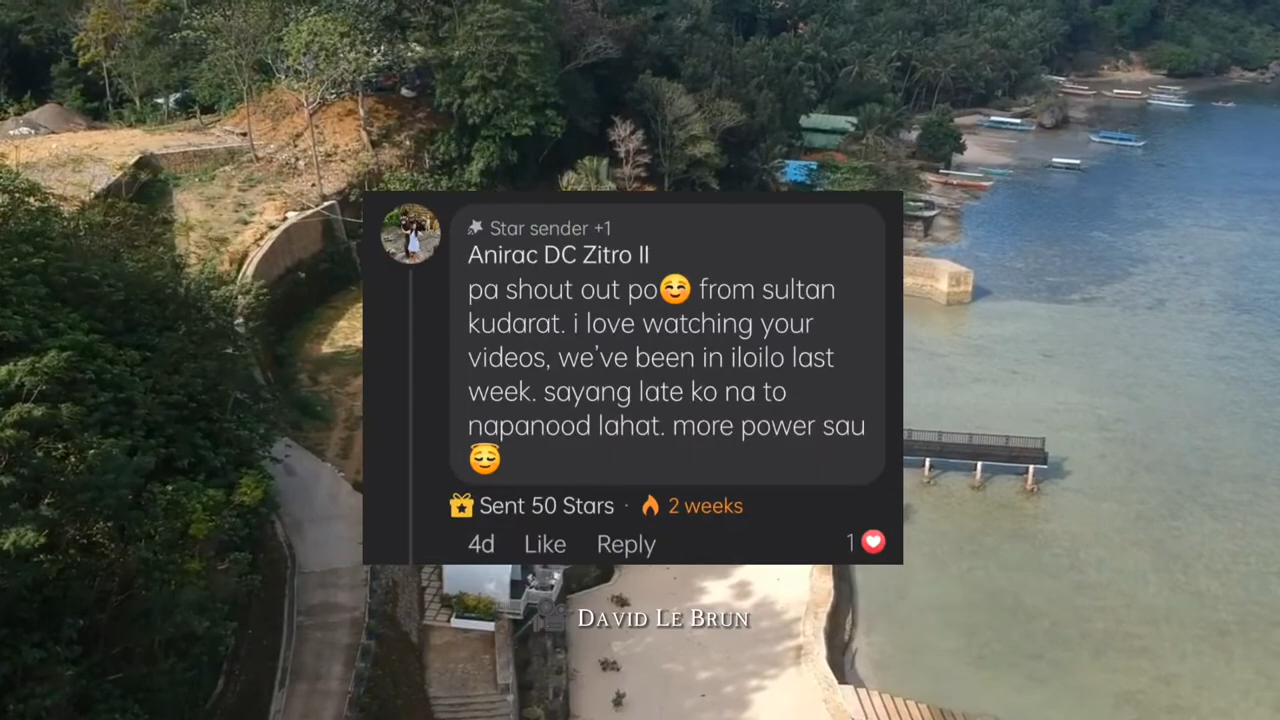 Star sender +1
Anirac DC Zitro II
pa shout out po😊 from sultan
kudarat. i love watching your
videos, we've been in iloilo last
week. sayang late ko na to
napanood lahat. more power sau
😇
Sent 50 Stars · 🔥 2 weeks
4d Like Reply 1
DAVID LE BRUN